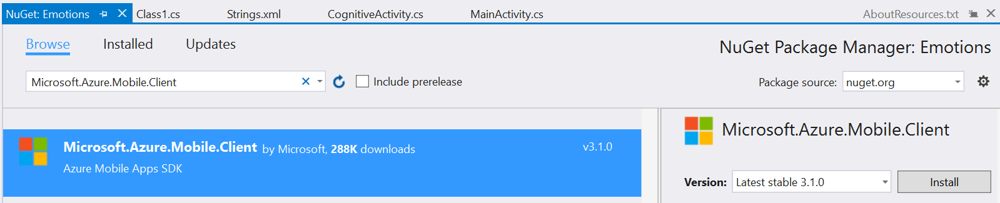 NuGet: Emotions Class1.cs Strings.xml CognitiveActivity.cs MainActivity.cs AboutResources.txt
Browse Installed Updates
NuGet Package Manager: Emotions
Microsoft.Azure.Mobile.Client Include prerelease Package source: nuget.org
Microsoft.Azure.Mobile.Client by Microsoft, 288K downloads v3.1.0
Azure Mobile Apps SDK
Microsoft.Azure.Mobile.Client
Version: Latest stable 3.1.0 Install